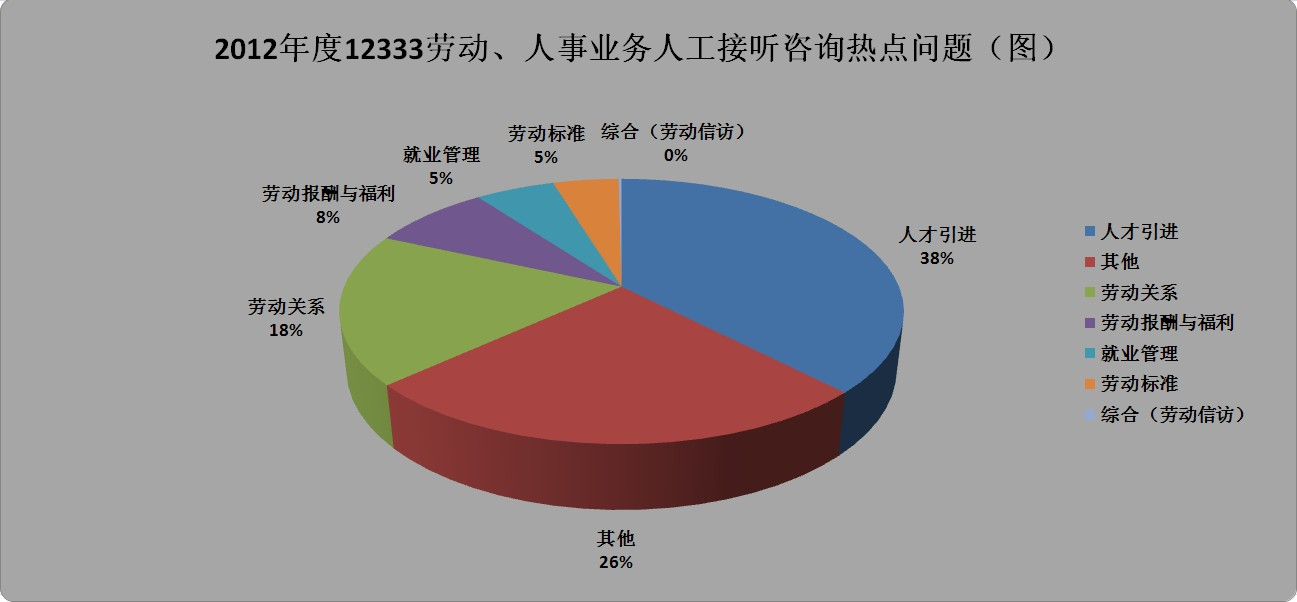 2012年度12333劳动、人事业务人工接听咨询热点问题（图）
综合（劳动信访）
0%
劳动标准
5%
就业管理
5%
劳动报酬与福利
8%
劳动关系
18%
人才引进
38%
其他
26%
人才引进
其他
劳动关系
劳动报酬与福利
就业管理
劳动标准
综合（劳动信访）